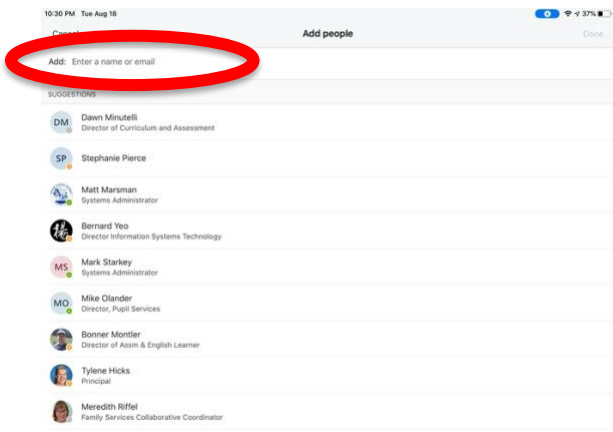 10:30 PM Tue Aug 18 37%
Cancel Add people Done
Add: Enter a name or email
SUGGESTIONS
DM Dawn Minutelli
Director of Curriculum and Assessment
SP Stephanie Pierce
Matt Marsman
Systems Administrator
楊 Bernard Yeo
Director Information Systems Technology
MS Mark Starkey
Systems Administrator
MO Mike Olander
Director, Pupil Services
Bonner Montler
Director of Assm & English Learner
Tylene Hicks
Principal
Meredith Riffel
Family Services Collaborative Coordinator